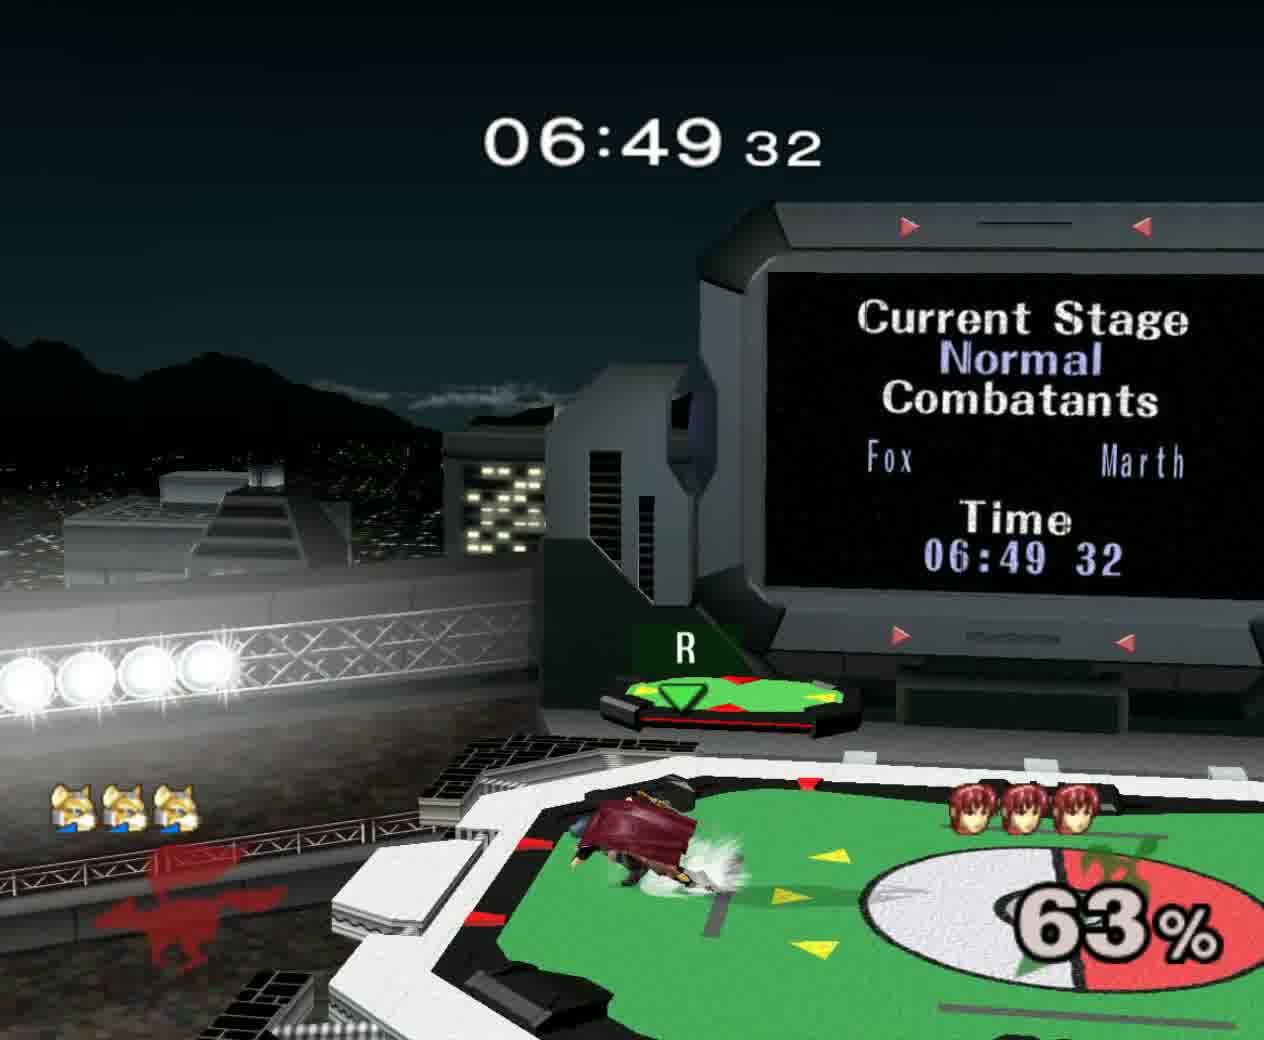 06:49 32
Current Stage
Normal
Combatants
Fox Marth
Time
06:49 32
R
63%